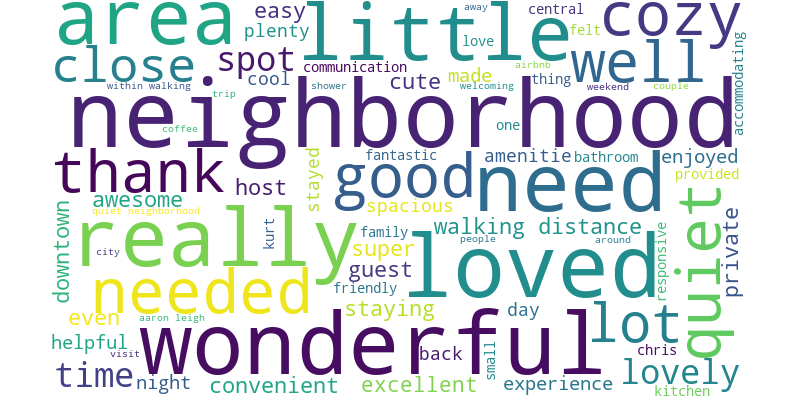 area
easy
plenty
little
away
central
love
felt
cozy
close
spot
communication
airbnb
well
cool
cute
made
thing
accommodating
within walking
trip
shower
welcoming
weekend
couple
neighborhood
coffee
one
thank
host
stayed
fantastic
amenitie
bathroom
enjoyed
good
need
provided
awesome
quiet neighborhood
spacious
downtown
really
kurt
family
walking distance
people
around
responsive
quiet
private
city
super
guest
friendly
loved
needed
staying
day
even
aaron leigh
wonderful
lot
helpful
visit
back
small
chris
time
night
convenient
excellent
experience
lovely
kitchen